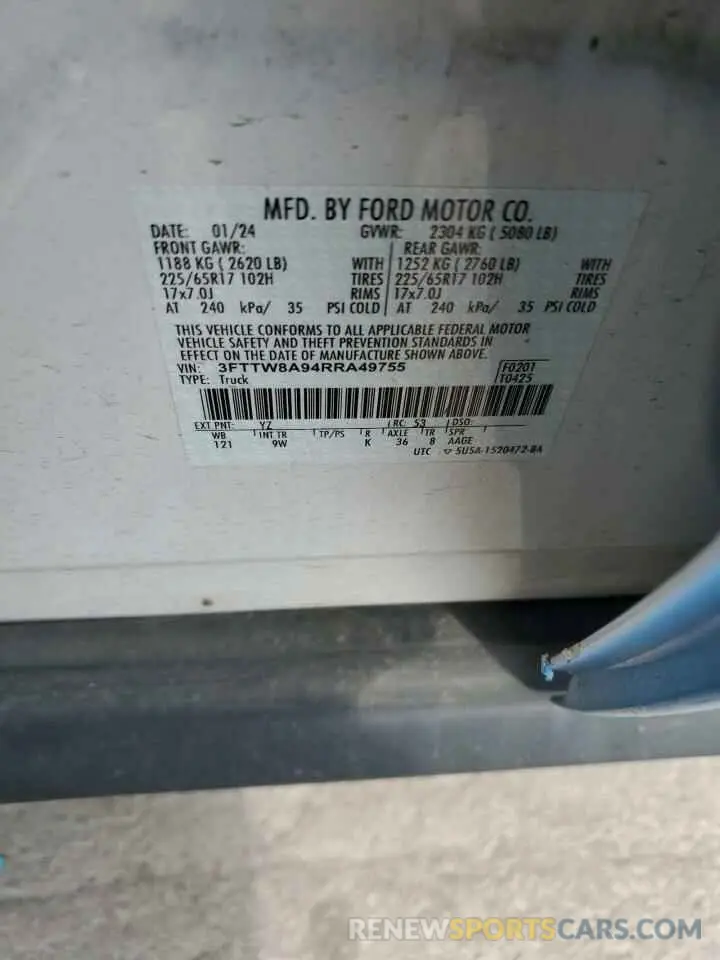 MFD. BY FORD MOTOR CO.
DATE: 01/24 GVWR: 2304 KG ( 5080 LB)
FRONT GAWR: REAR GAWR:
1188 KG ( 2620 LB) WITH 1252 KG ( 2760 LB) WITH
225/65R17 102H TIRES 225/65R17 102H TIRES
17x7.0J RIMS 17x7.0J RIMS
AT 240 kPa/ 35 PSI COLD AT 240 kPa/ 35 PSI COLD
THIS VEHICLE CONFORMS TO ALL APPLICABLE FEDERAL MOTOR
VEHICLE SAFETY AND THEFT PREVENTION STANDARDS IN
EFFECT ON THE DATE OF MANUFACTURE SHOWN ABOVE.
VIN: 3FTTW8A94RRA49755 F0201
TYPE: Truck T0425
EXT PNT: YZ RC: 53 DSO:
WB INT TR TP/PS R AXLE TR SPR
121 9W K 36 8 AAGE
UTC 5U5A-1520472-BA
RENEWSPORTSCARS.COM